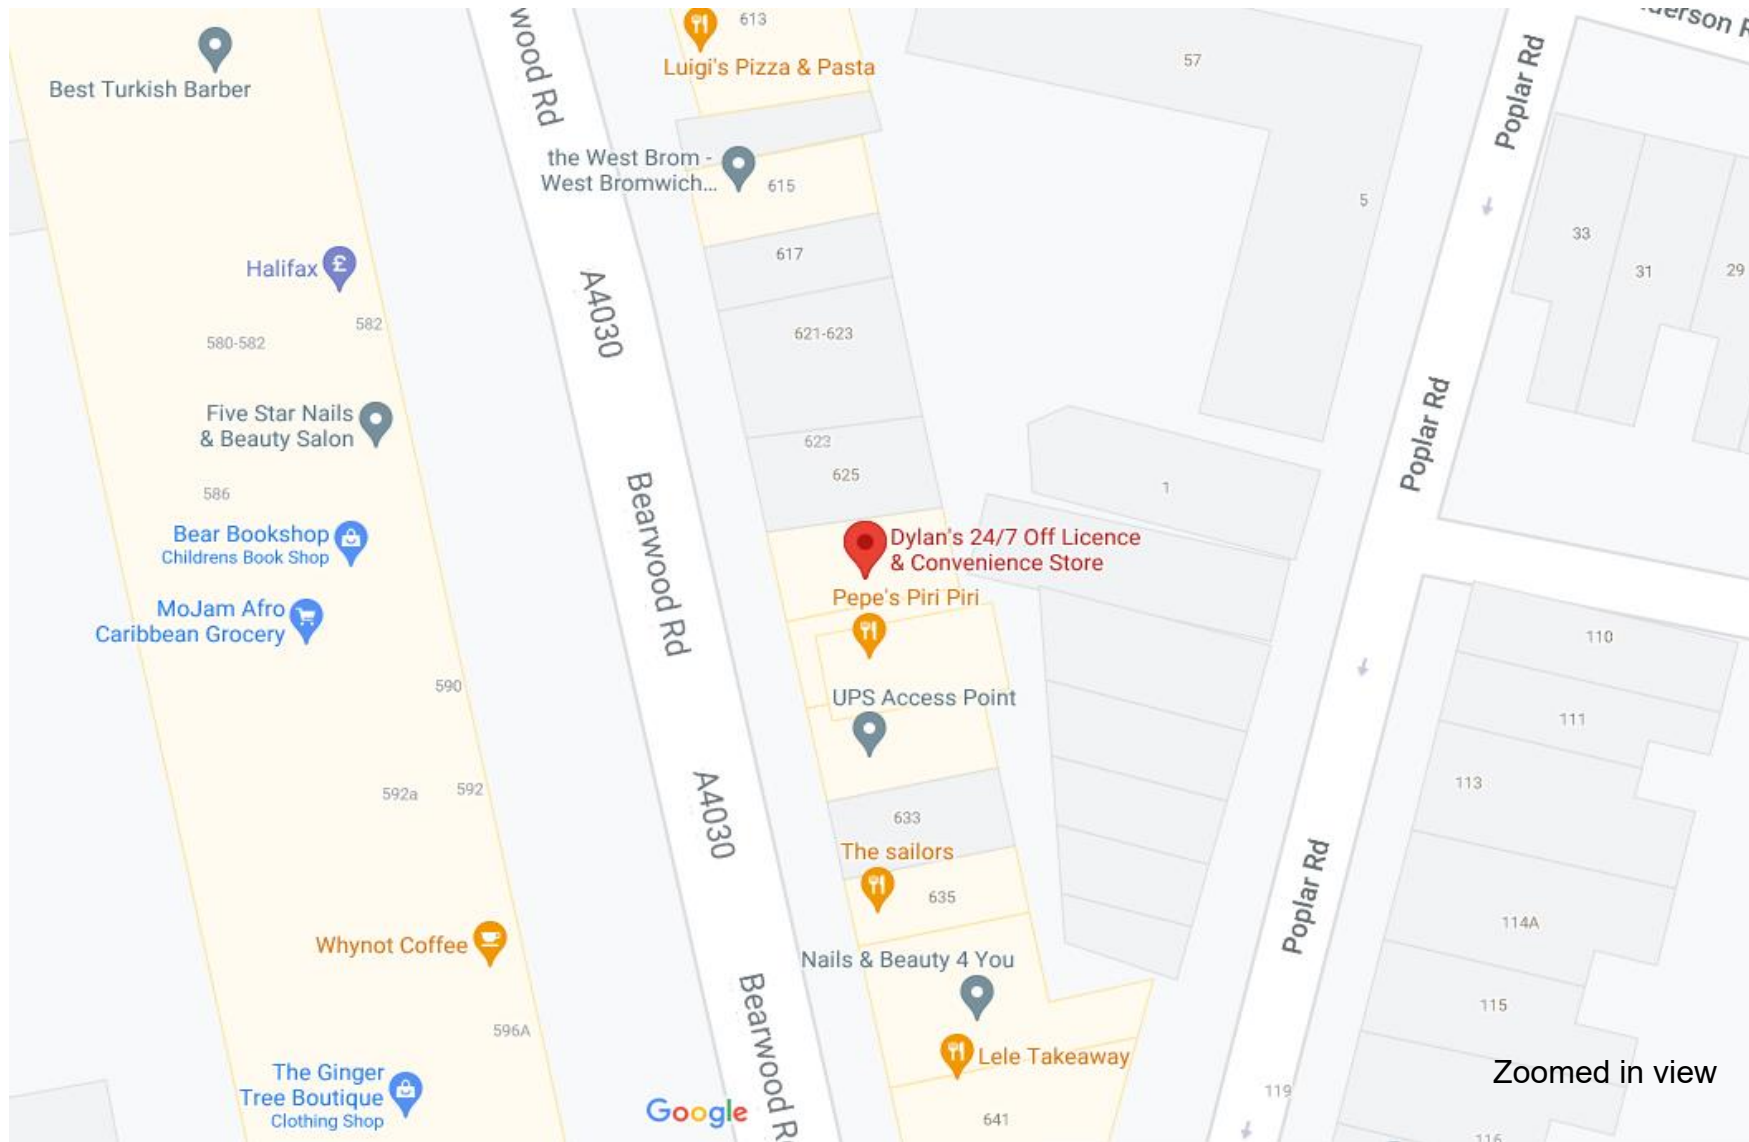 613
Luigi's Pizza & Pasta
Best Turkish Barber
wood Rd
57
Poplar Rd
the West Brom -
West Bromwich...
615
5
33
31
29
617
Halifax
£
A4030
582
580-582
621-623
Five Star Nails
& Beauty Salon
623
625
Poplar Rd
586
1
Bear Bookshop
Childrens Book Shop
Bearwood Rd
Dylan's 24/7 Off Licence
& Convenience Store
Pepe's Piri Piri
MoJam Afro
Caribbean Grocery
110
590
UPS Access Point
111
592a
592
A4030
633
113
The sailors
635
Poplar Rd
114A
Whynot Coffee
Nails & Beauty 4 You
115
596A
Bearwood R
Lele Takeaway
The Ginger
Tree Boutique
Clothing Shop
Zoomed in view
119
Google
641